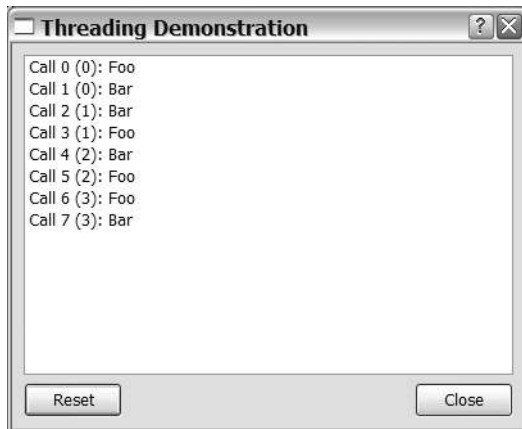 Threading Demonstration
Call 0 (0): Foo
Call 1 (0): Bar
Call 2 (1): Bar
Call 3 (1): Foo
Call 4 (2): Bar
Call 5 (2): Foo
Call 6 (3): Foo
Call 7 (3): Bar
Reset Close